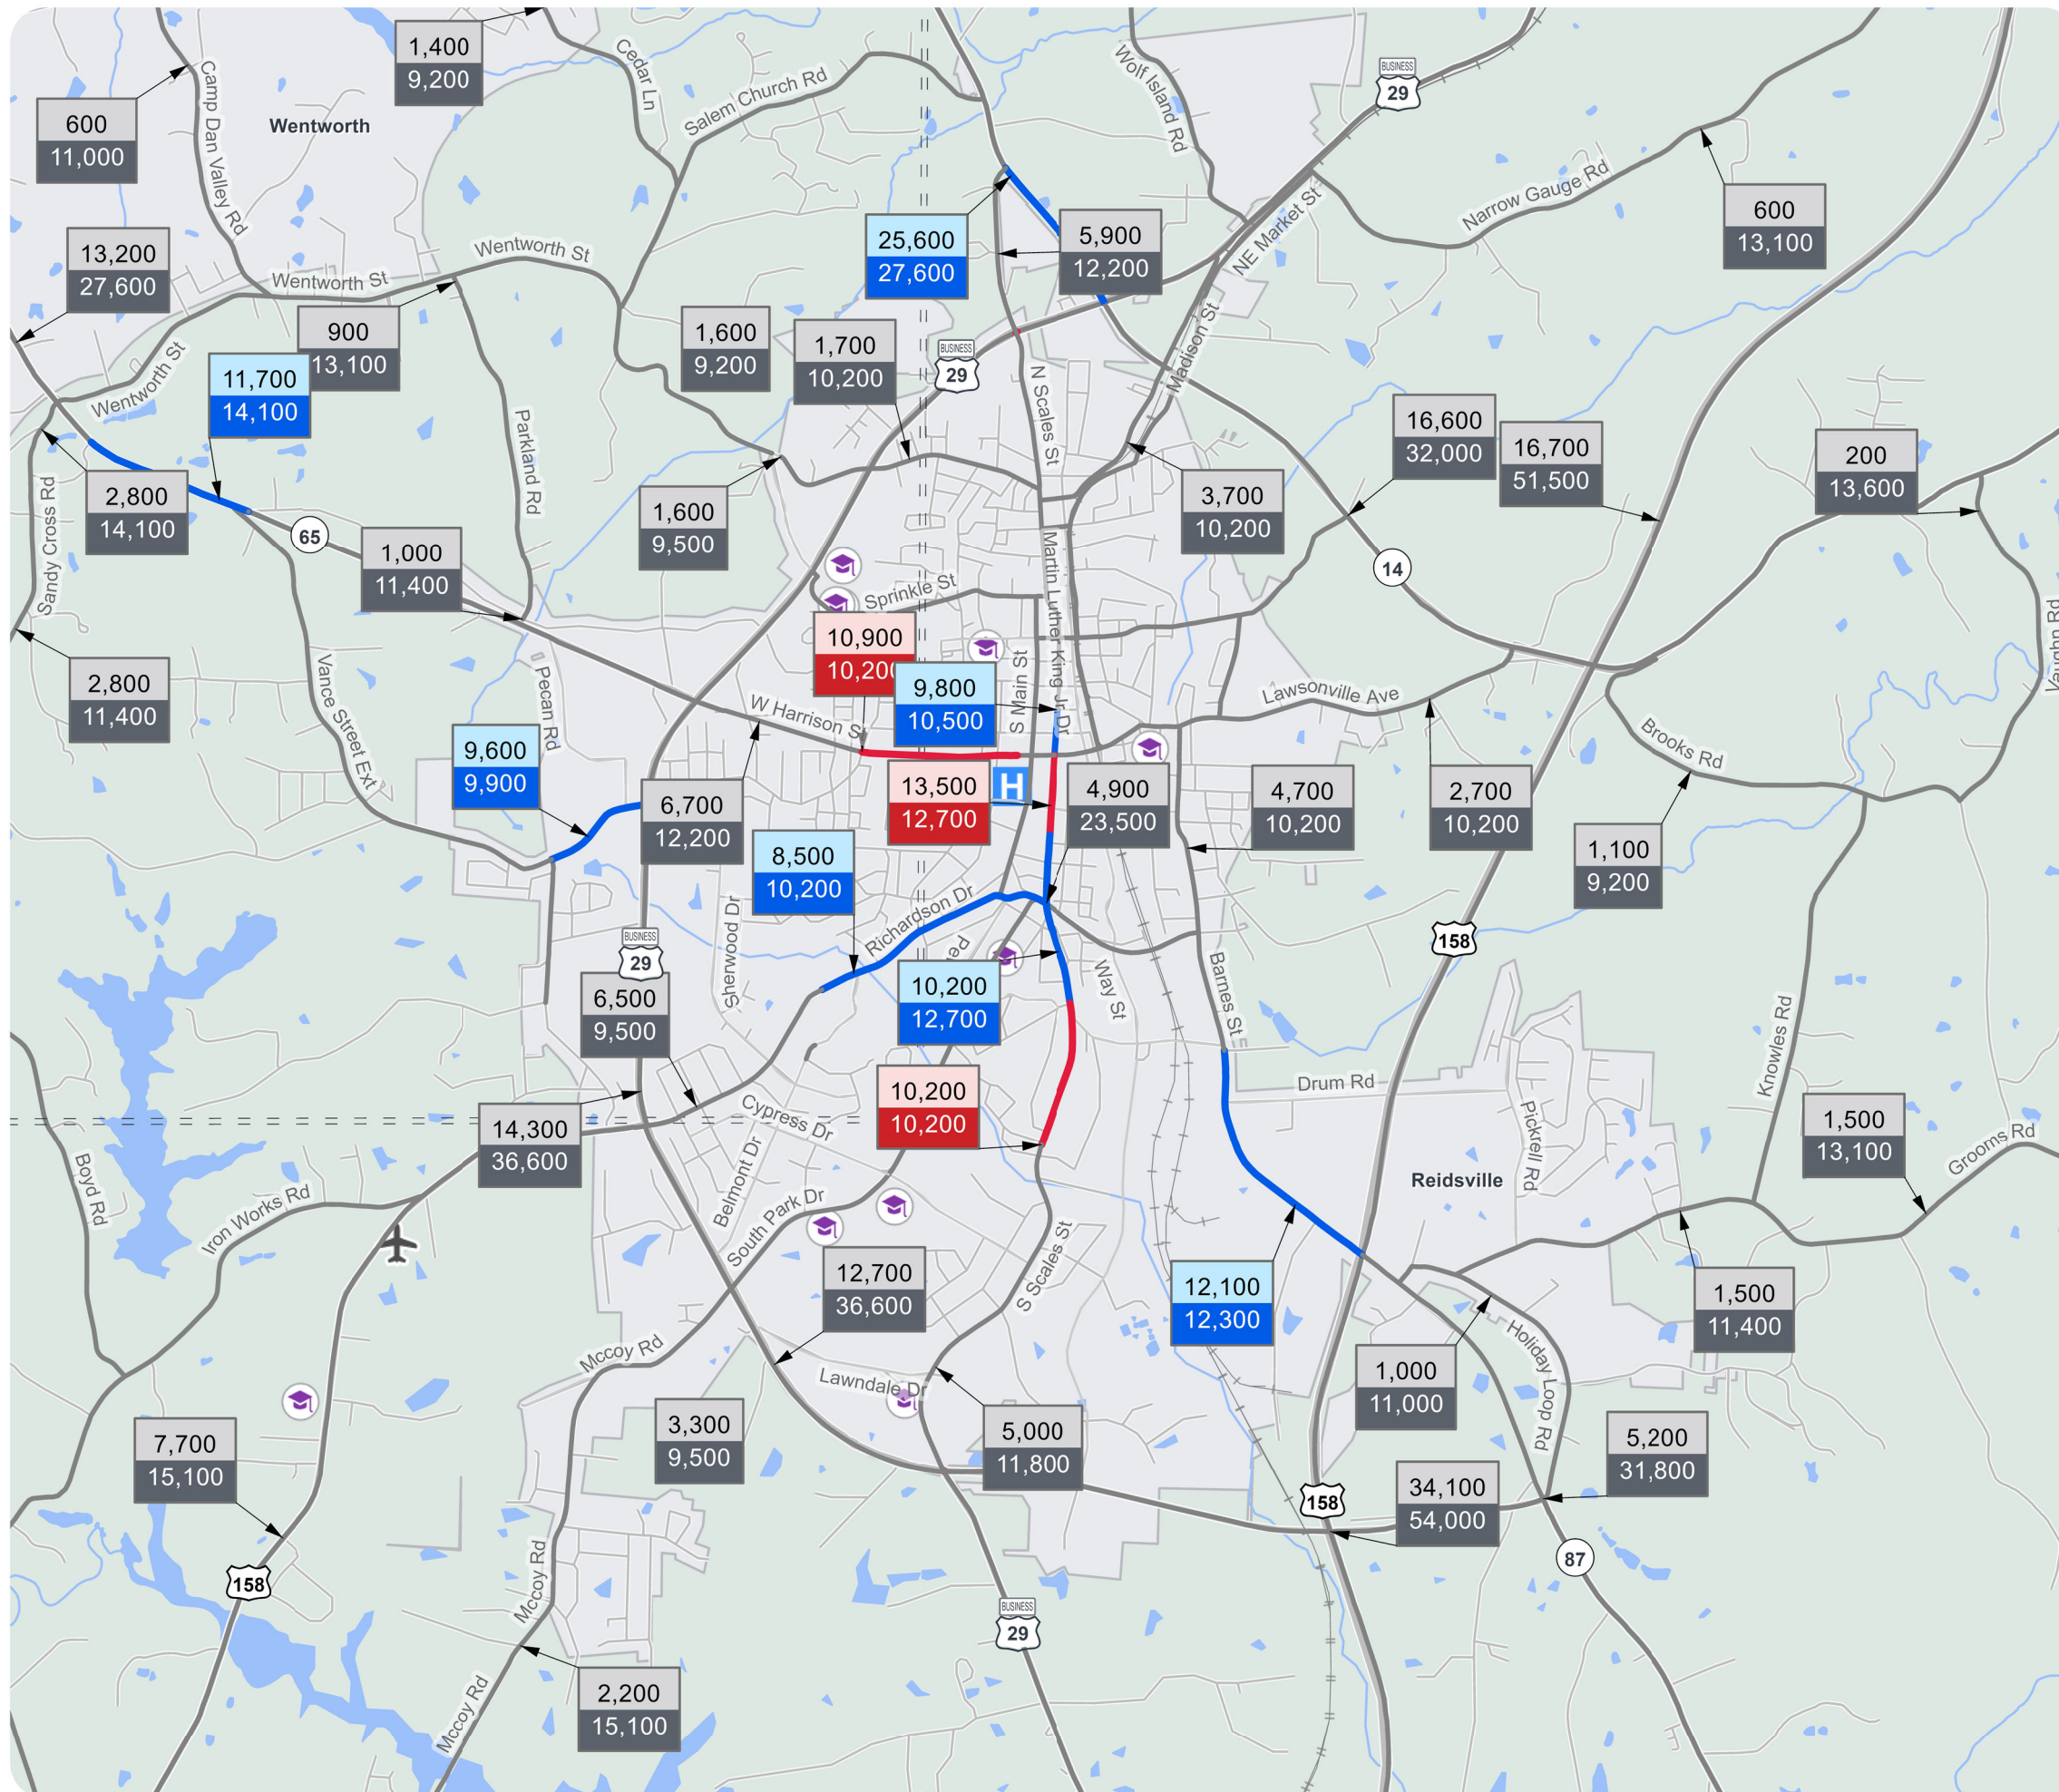 1,400
9,200
Cedar Ln
Salem Church Rd
Wolf Island Rd
BUSINESS
29
Camp Dan Valley Rd
Wentworth
600
11,000
Narrow Gauge Rd
600
13,100
NE Market St
13,200
27,600
Wentworth St
Wentworth St
25,600
27,600
5,900
12,200
900
13,100
1,600
9,200
1,700
10,200
BUSINESS
29
Madison St
Wentworth St
11,700
14,100
N Scales St
Parkland Rd
16,600
32,000
16,700
51,500
200
13,600
2,800
14,100
Sandy Cross Rd
65
1,000
11,400
1,600
9,500
3,700
10,200
14
Sprinkle St
Martin Luther King Jr Dr
10,900
10,200
9,800
10,500
S Main St
Lawsonville Ave
Vaughn Rd
2,800
11,400
Vance Street Ext
Pecan Rd
W Harrison St
Brooks Rd
9,600
9,900
6,700
12,200
13,500
12,700
H
4,900
23,500
4,700
10,200
2,700
10,200
1,100
9,200
8,500
10,200
Richardson Dr
Sherwood Dr
158
BUSINESS
29
6,500
9,500
10,200
12,700
Way St
Barnes St
Knowles Rd
Drum Rd
Pickrell Rd
10,200
10,200
Cypress Dr
14,300
36,600
Belmont Dr
South Park Dr
Boyd Rd
Iron Works Rd
Reidsville
1,500
13,100
Grooms Rd
12,700
36,600
S Scales St
12,100
12,300
1,500
11,400
Mccoy Rd
Lawndale Dr
1,000
11,000
Holiday Loop Rd
7,700
15,100
3,300
9,500
5,000
11,800
5,200
31,800
34,100
54,000
158
87
158
Mccoy Rd
BUSINESS
29
2,200
15,100
Mccoy Rd